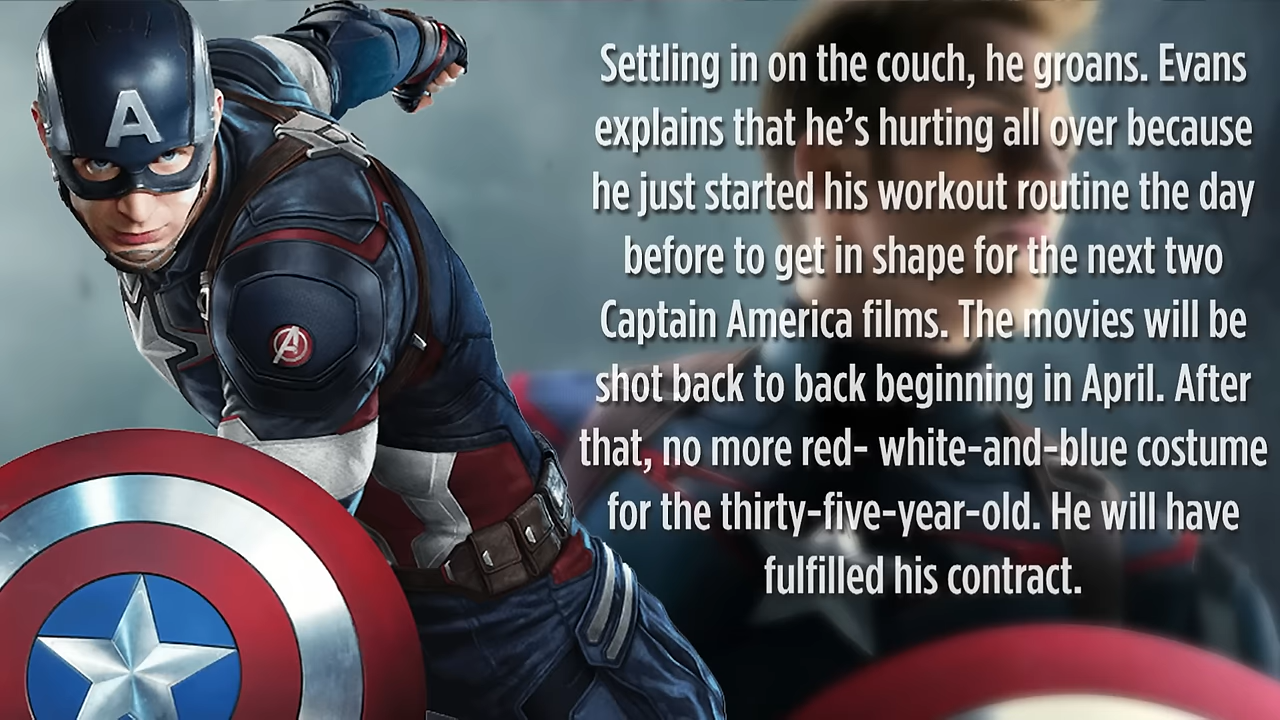 A
Settling in on the couch, he groans. Evans
explains that he’s hurting all over because
he just started his workout routine the day
before to get in shape for the next two
Captain America films. The movies will be
shot back to back beginning in April. After
that, no more red- white-and-blue costume
for the thirty-five-year-old. He will have
fulfilled his contract.